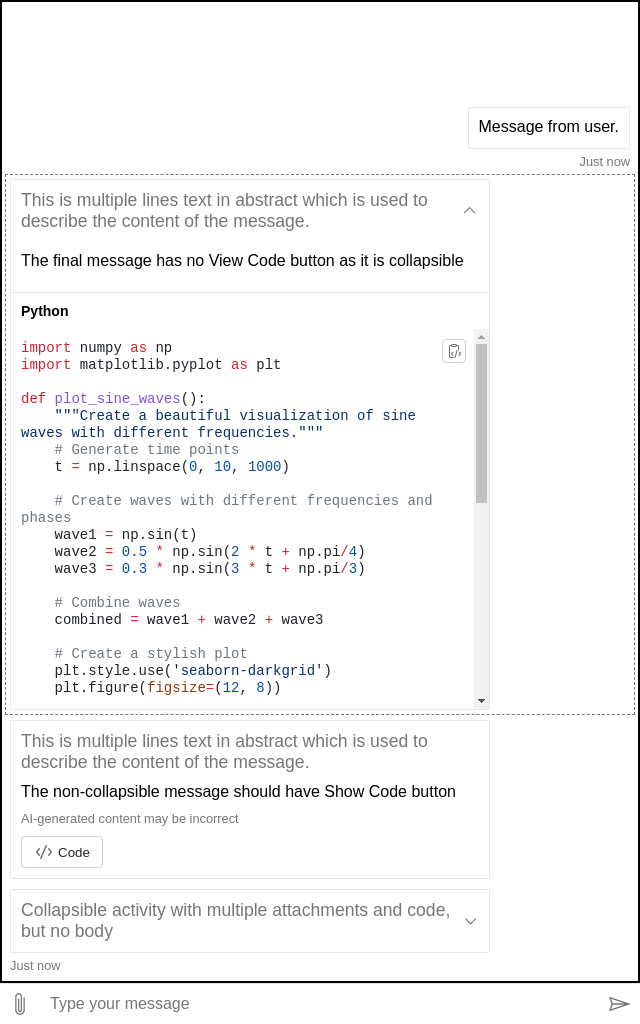 Message from user.
Just now
This is multiple lines text in abstract which is used to
describe the content of the message.
The final message has no View Code button as it is collapsible
Python
import numpy as np
import matplotlib.pyplot as plt
def plot_sine_waves():
    """Create a beautiful visualization of sine
waves with different frequencies."""
    # Generate time points
    t = np.linspace(0, 10, 1000)
    # Create waves with different frequencies and
phases
    wave1 = np.sin(t)
    wave2 = 0.5 * np.sin(2 * t + np.pi/4)
    wave3 = 0.3 * np.sin(3 * t + np.pi/3)
    # Combine waves
    combined = wave1 + wave2 + wave3
    # Create a stylish plot
    plt.style.use('seaborn-darkgrid')
    plt.figure(figsize=(12, 8))
This is multiple lines text in abstract which is used to
describe the content of the message.
The non-collapsible message should have Show Code button
AI-generated content may be incorrect
Code
Collapsible activity with multiple attachments and code,
but no body
Just now
Type your message